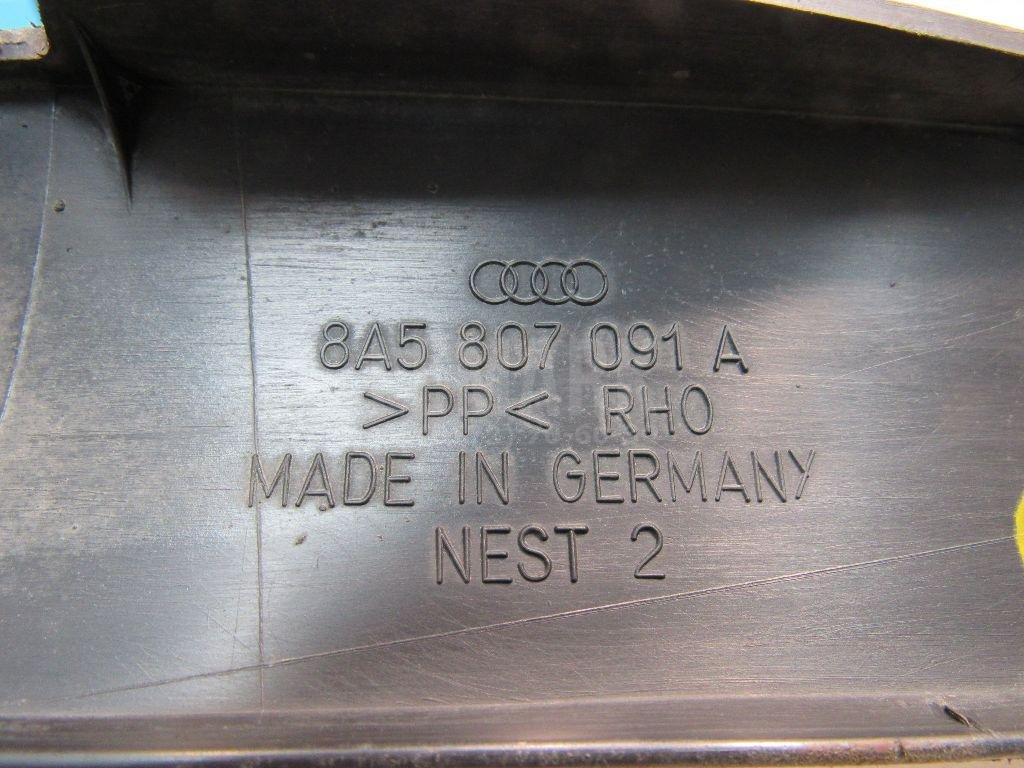 8A5 807 091 A
>PP< RHO
MADE IN GERMANY
NEST 2